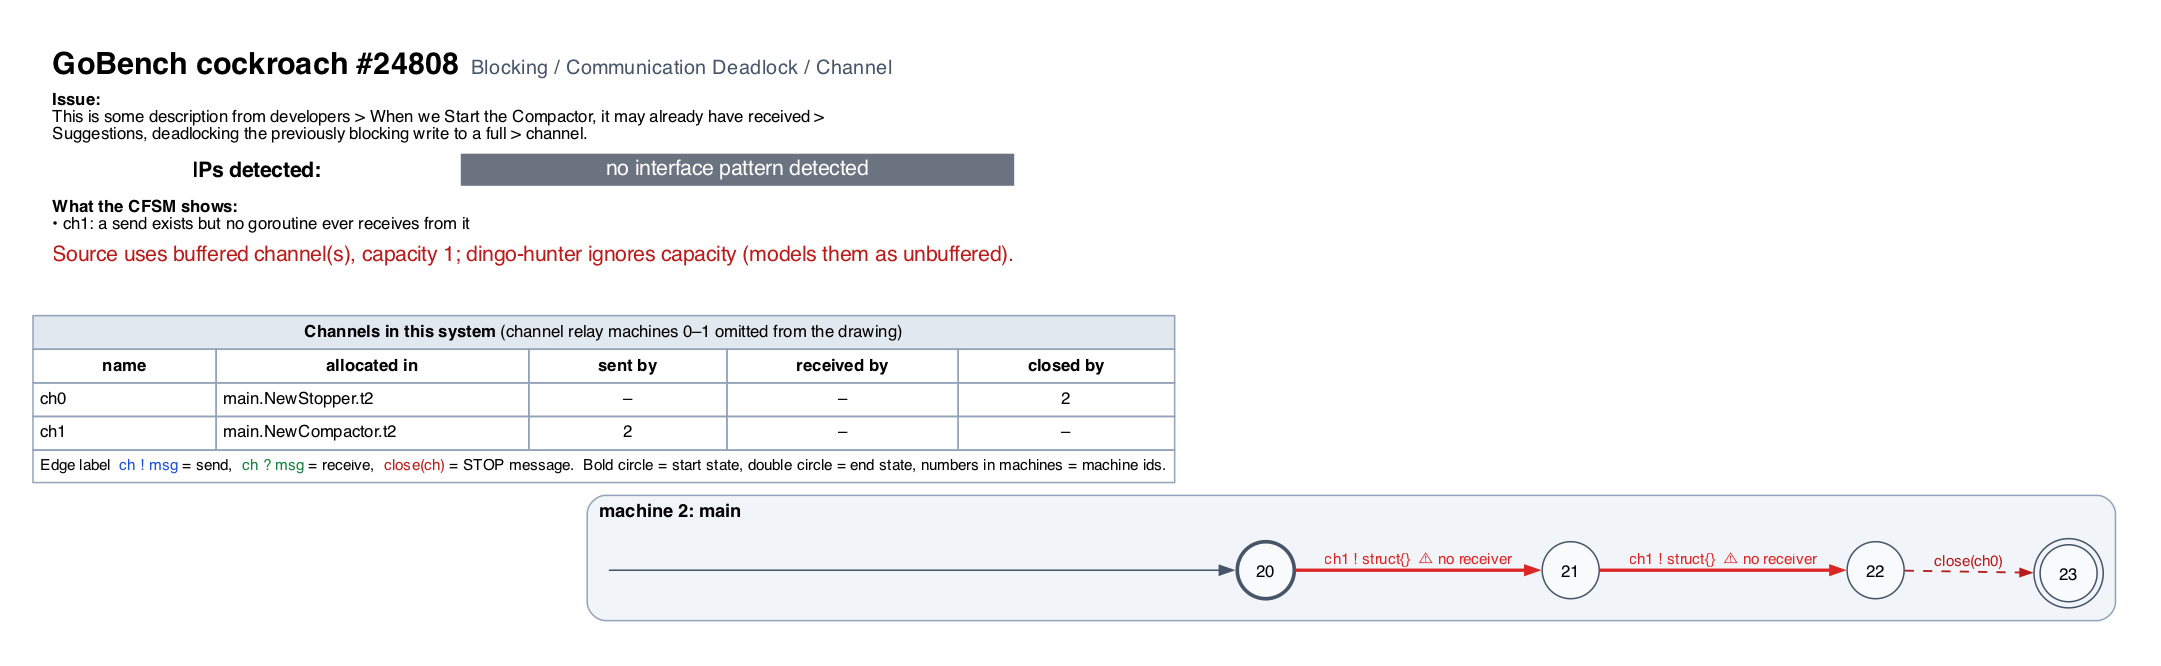 GoBench cockroach #24808 Blocking / Communication Deadlock / Channel
Issue:
This is some description from developers > When we Start the Compactor, it may already have received >
Suggestions, deadlocking the previously blocking write to a full > channel.
IPs detected: no interface pattern detected
What the CFSM shows:
• ch1: a send exists but no goroutine ever receives from it
Source uses buffered channel(s), capacity 1; dingo-hunter ignores capacity (models them as unbuffered).
Channels in this system (channel relay machines 0–1 omitted from the drawing)
name allocated in sent by received by closed by
ch0 main.NewStopper.t2 – – 2
ch1 main.NewCompactor.t2 2 – –
Edge label ch ! msg = send, ch ? msg = receive, close(ch) = STOP message. Bold circle = start state, double circle = end state, numbers in machines = machine ids.
machine 2: main
20 ch1 ! struct{} ⚠ no receiver 21 ch1 ! struct{} ⚠ no receiver 22 close(ch0) 23